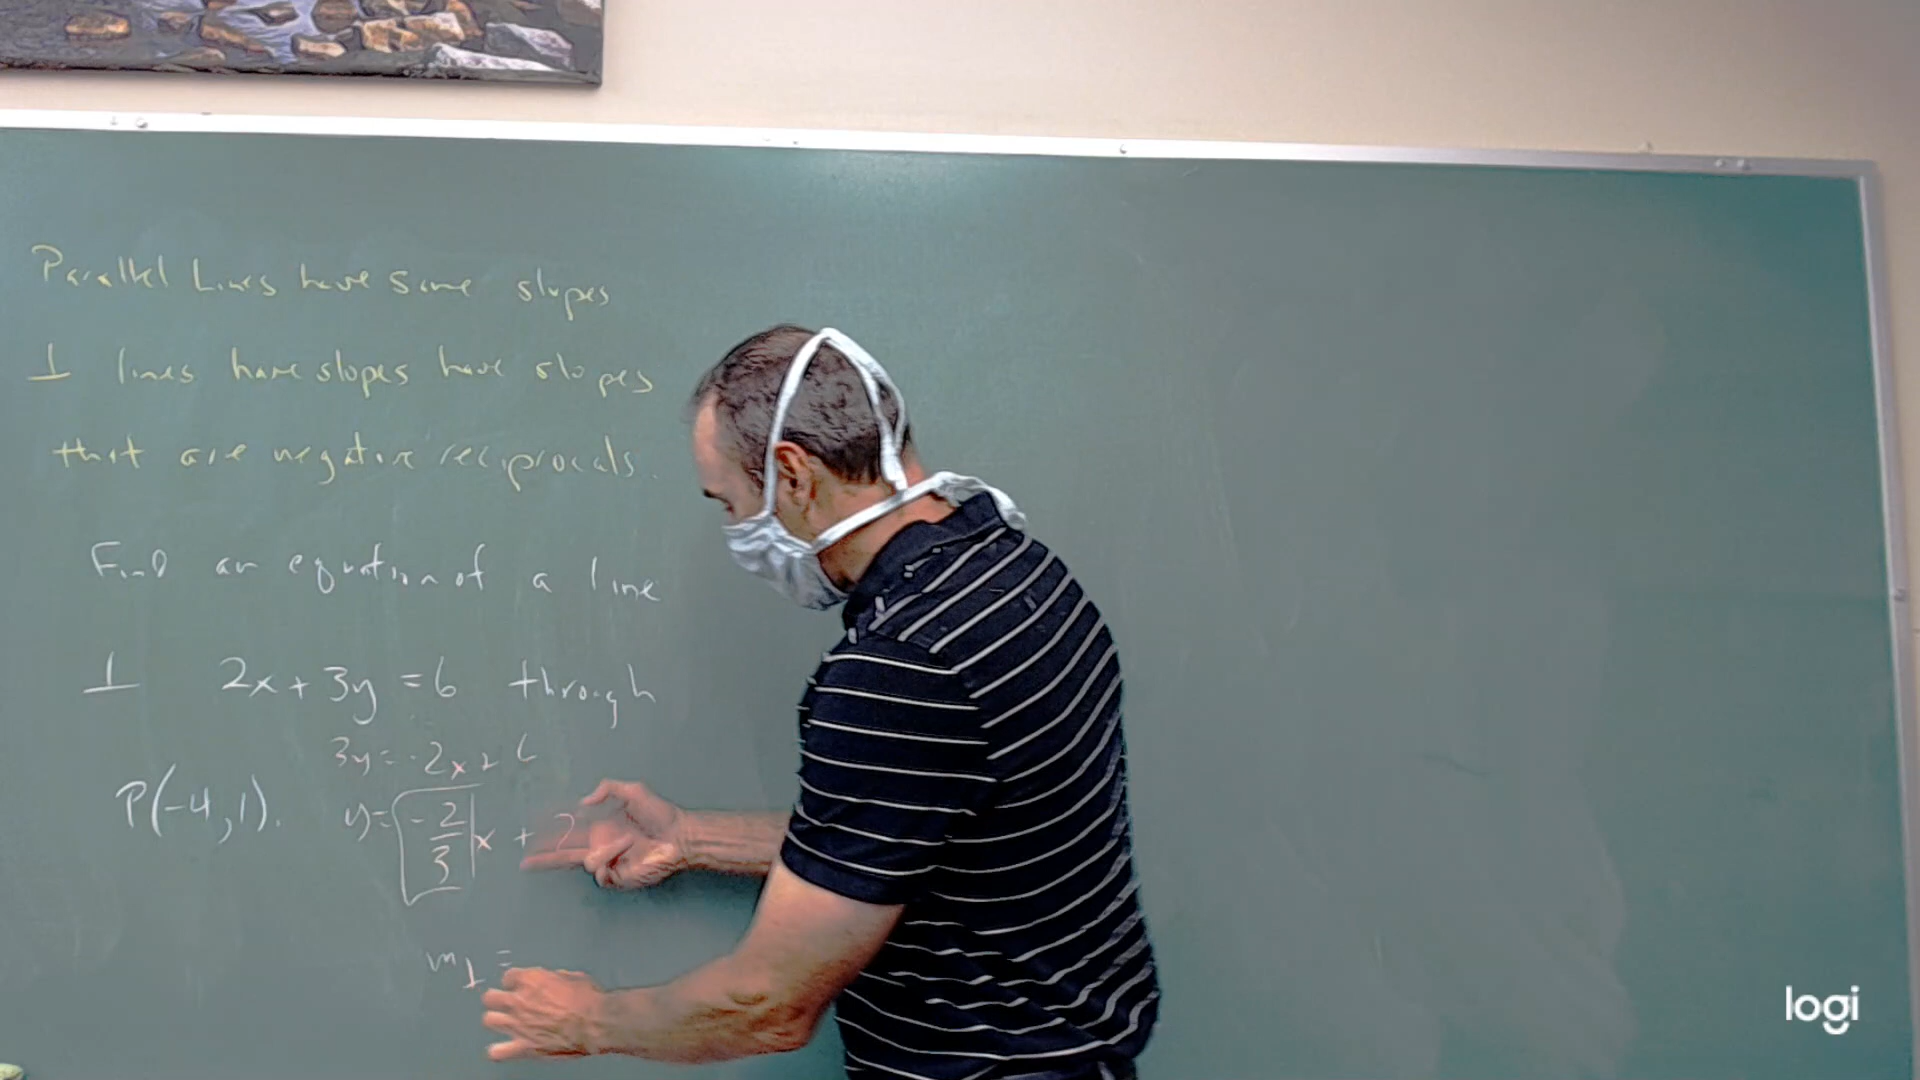 Parallel Lines have same slopes
⊥ lines have slopes have slopes
that are negative reciprocals.
Find an equation of a line
⊥ 2x + 3y = 6 through
3y = -2x + 6
P(-4,1). y = -2/3 x + 2
m⊥ =
logi